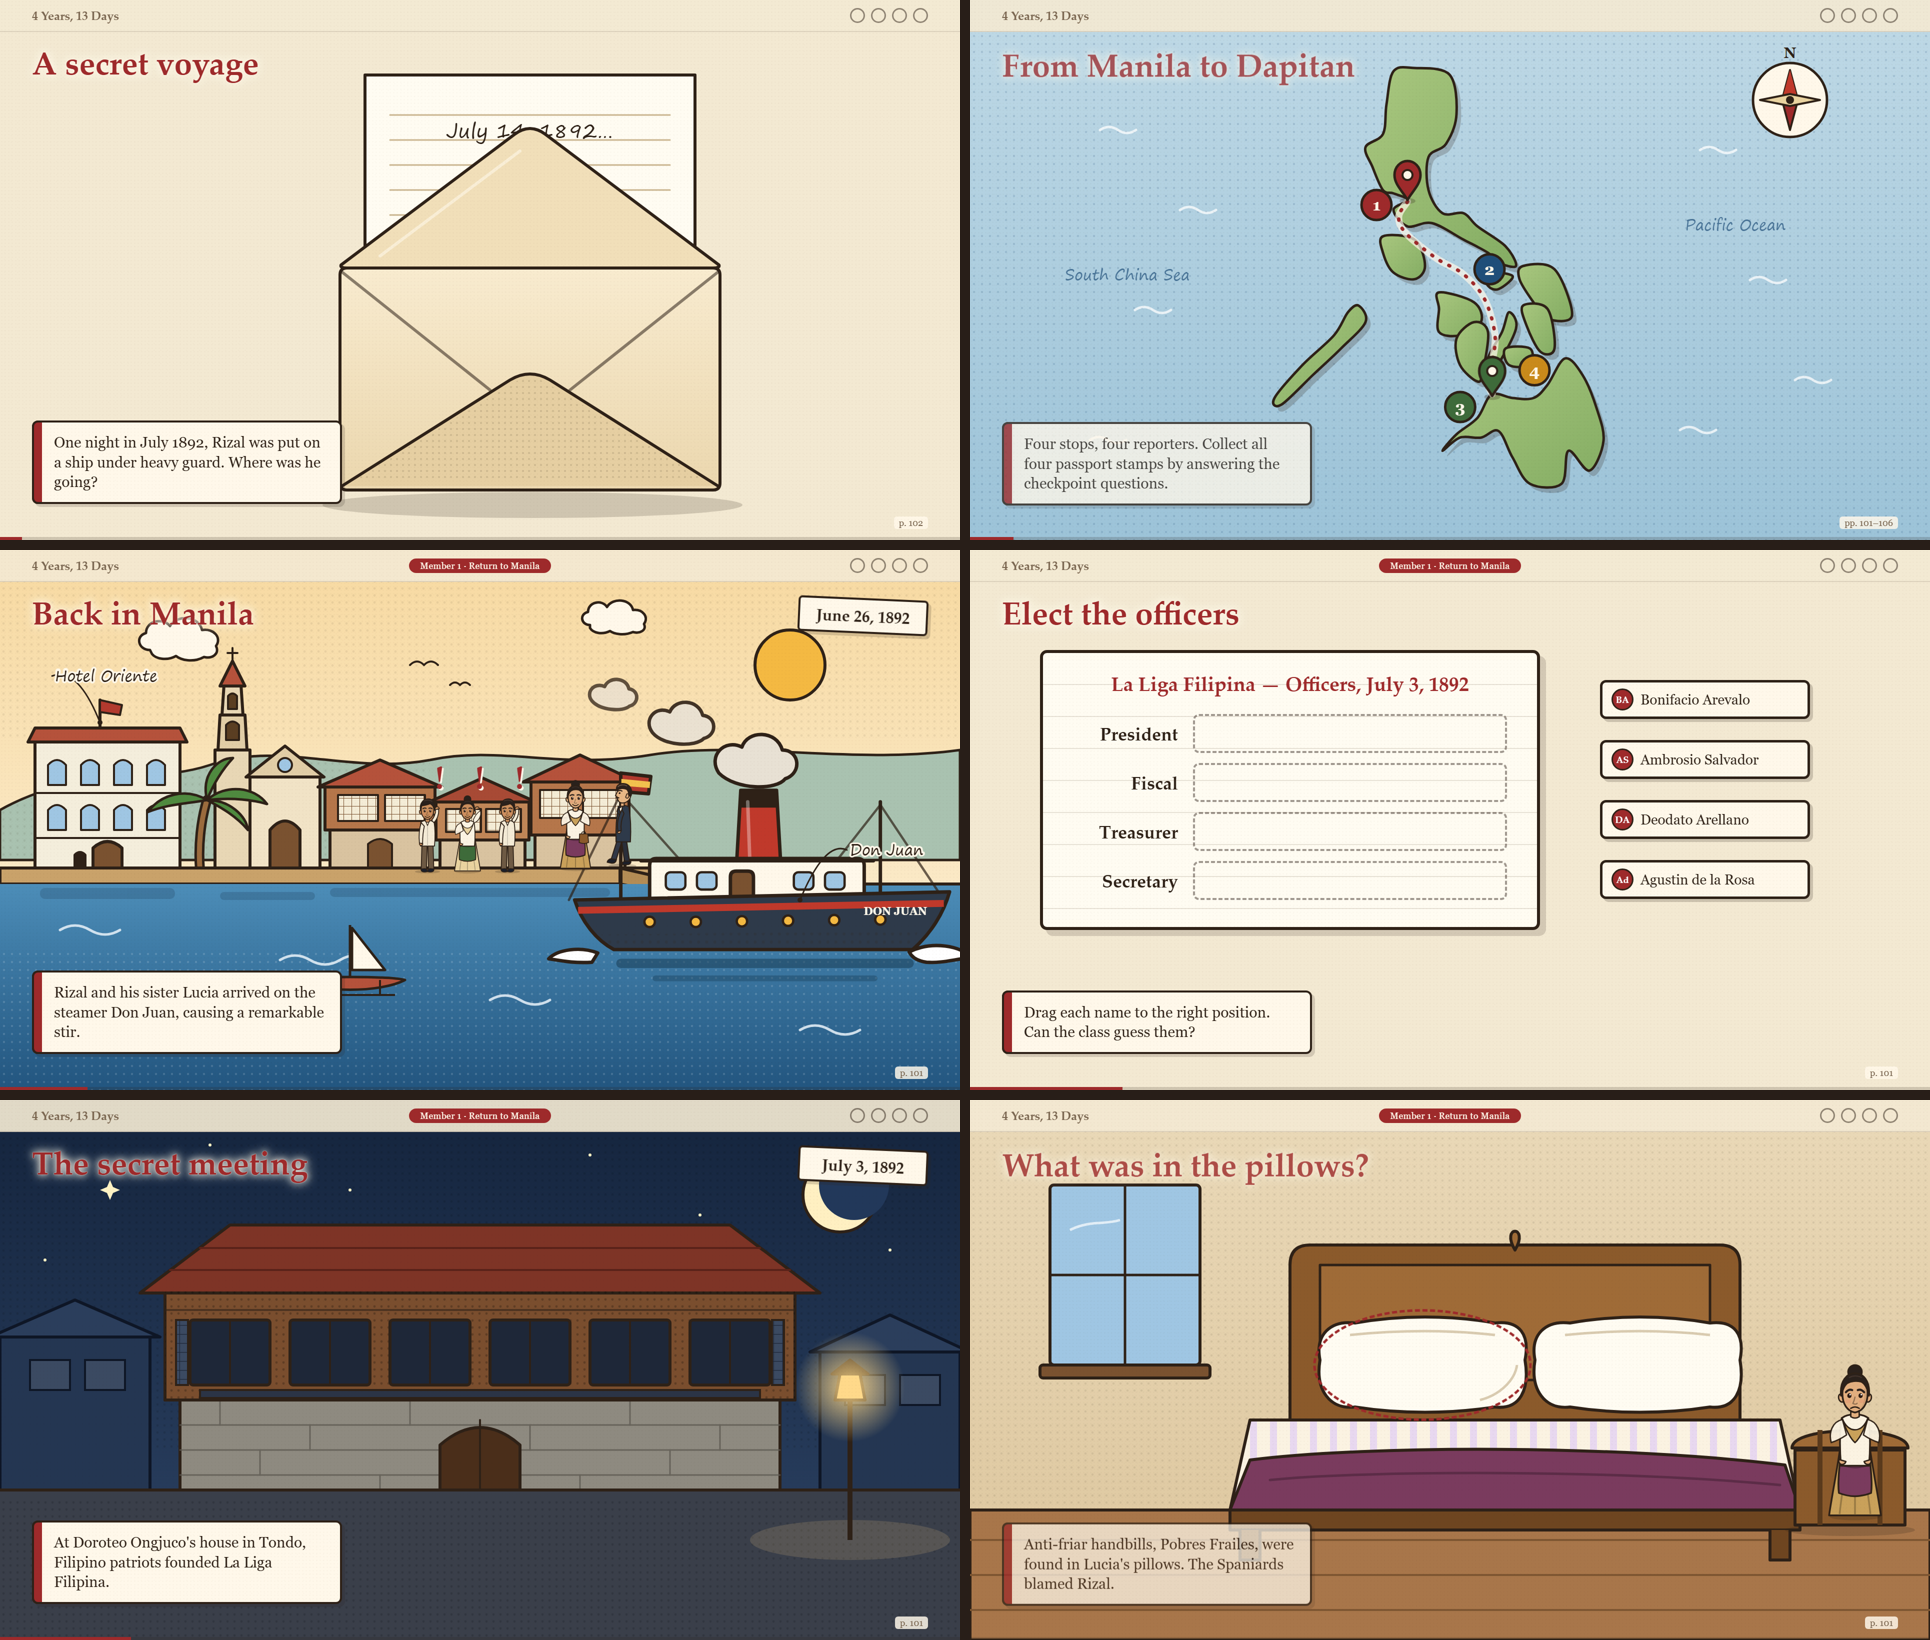 4 Years, 13 Days
A secret voyage
July 14, 1892...
One night in July 1892, Rizal was put on
a ship under heavy guard. Where was he
going?
p. 102
4 Years, 13 Days
From Manila to Dapitan
N
1
Pacific Ocean
2
South China Sea
4
3
Four stops, four reporters. Collect all
four passport stamps by answering the
checkpoint questions.
pp. 101–106
4 Years, 13 Days
Member 1 - Return to Manila
Back in Manila
June 26, 1892
Hotel Oriente
! ! !
Don Juan
DON JUAN
Rizal and his sister Lucia arrived on the
steamer Don Juan, causing a remarkable
stir.
p. 101
4 Years, 13 Days
Member 1 - Return to Manila
Elect the officers
La Liga Filipina — Officers, July 3, 1892
President
Fiscal
Treasurer
Secretary
BA Bonifacio Arevalo
AS Ambrosio Salvador
DA Deodato Arellano
Ad Agustin de la Rosa
Drag each name to the right position.
Can the class guess them?
p. 101
4 Years, 13 Days
Member 1 - Return to Manila
The secret meeting
July 3, 1892
At Doroteo Ongjuco's house in Tondo,
Filipino patriots founded La Liga
Filipina.
p. 101
4 Years, 13 Days
Member 1 - Return to Manila
What was in the pillows?
Anti-friar handbills, Pobres Frailes, were
found in Lucia's pillows. The Spaniards
blamed Rizal.
p. 101